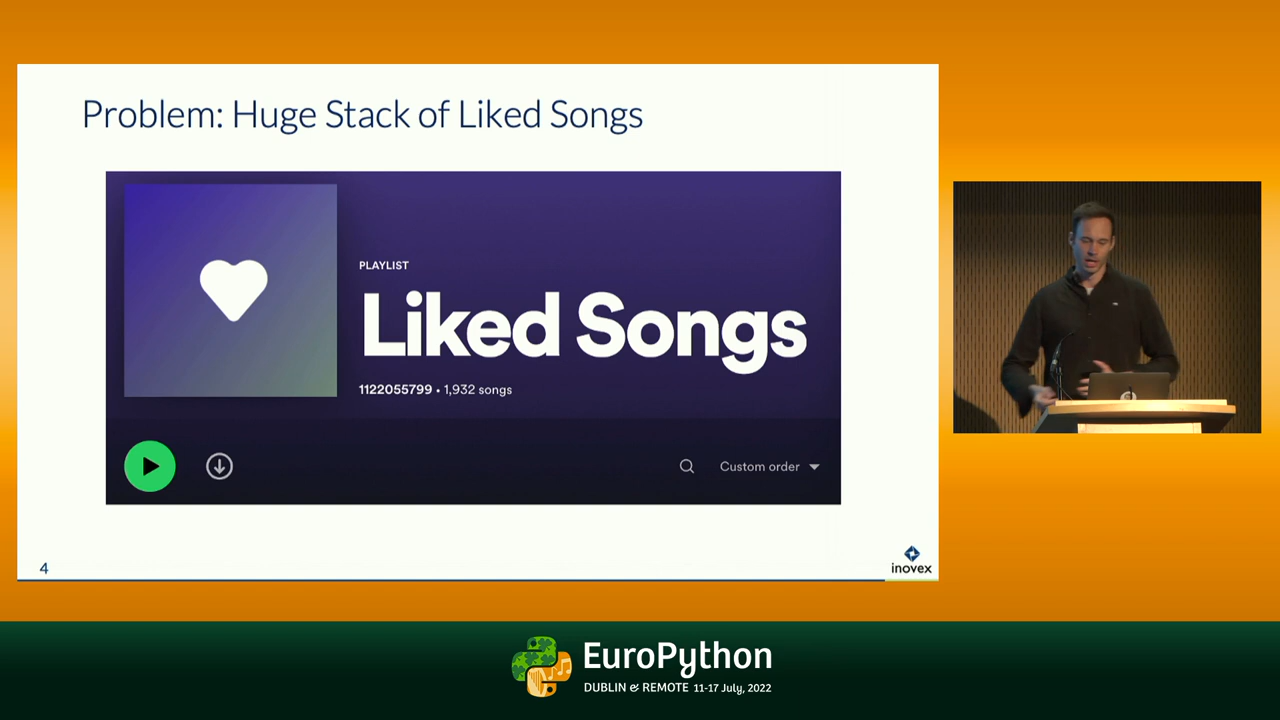 Problem: Huge Stack of Liked Songs
PLAYLIST
Liked Songs
1122055799 • 1,932 songs
Custom order
4
inovex
EuroPython
DUBLIN & REMOTE 11-17 July, 2022